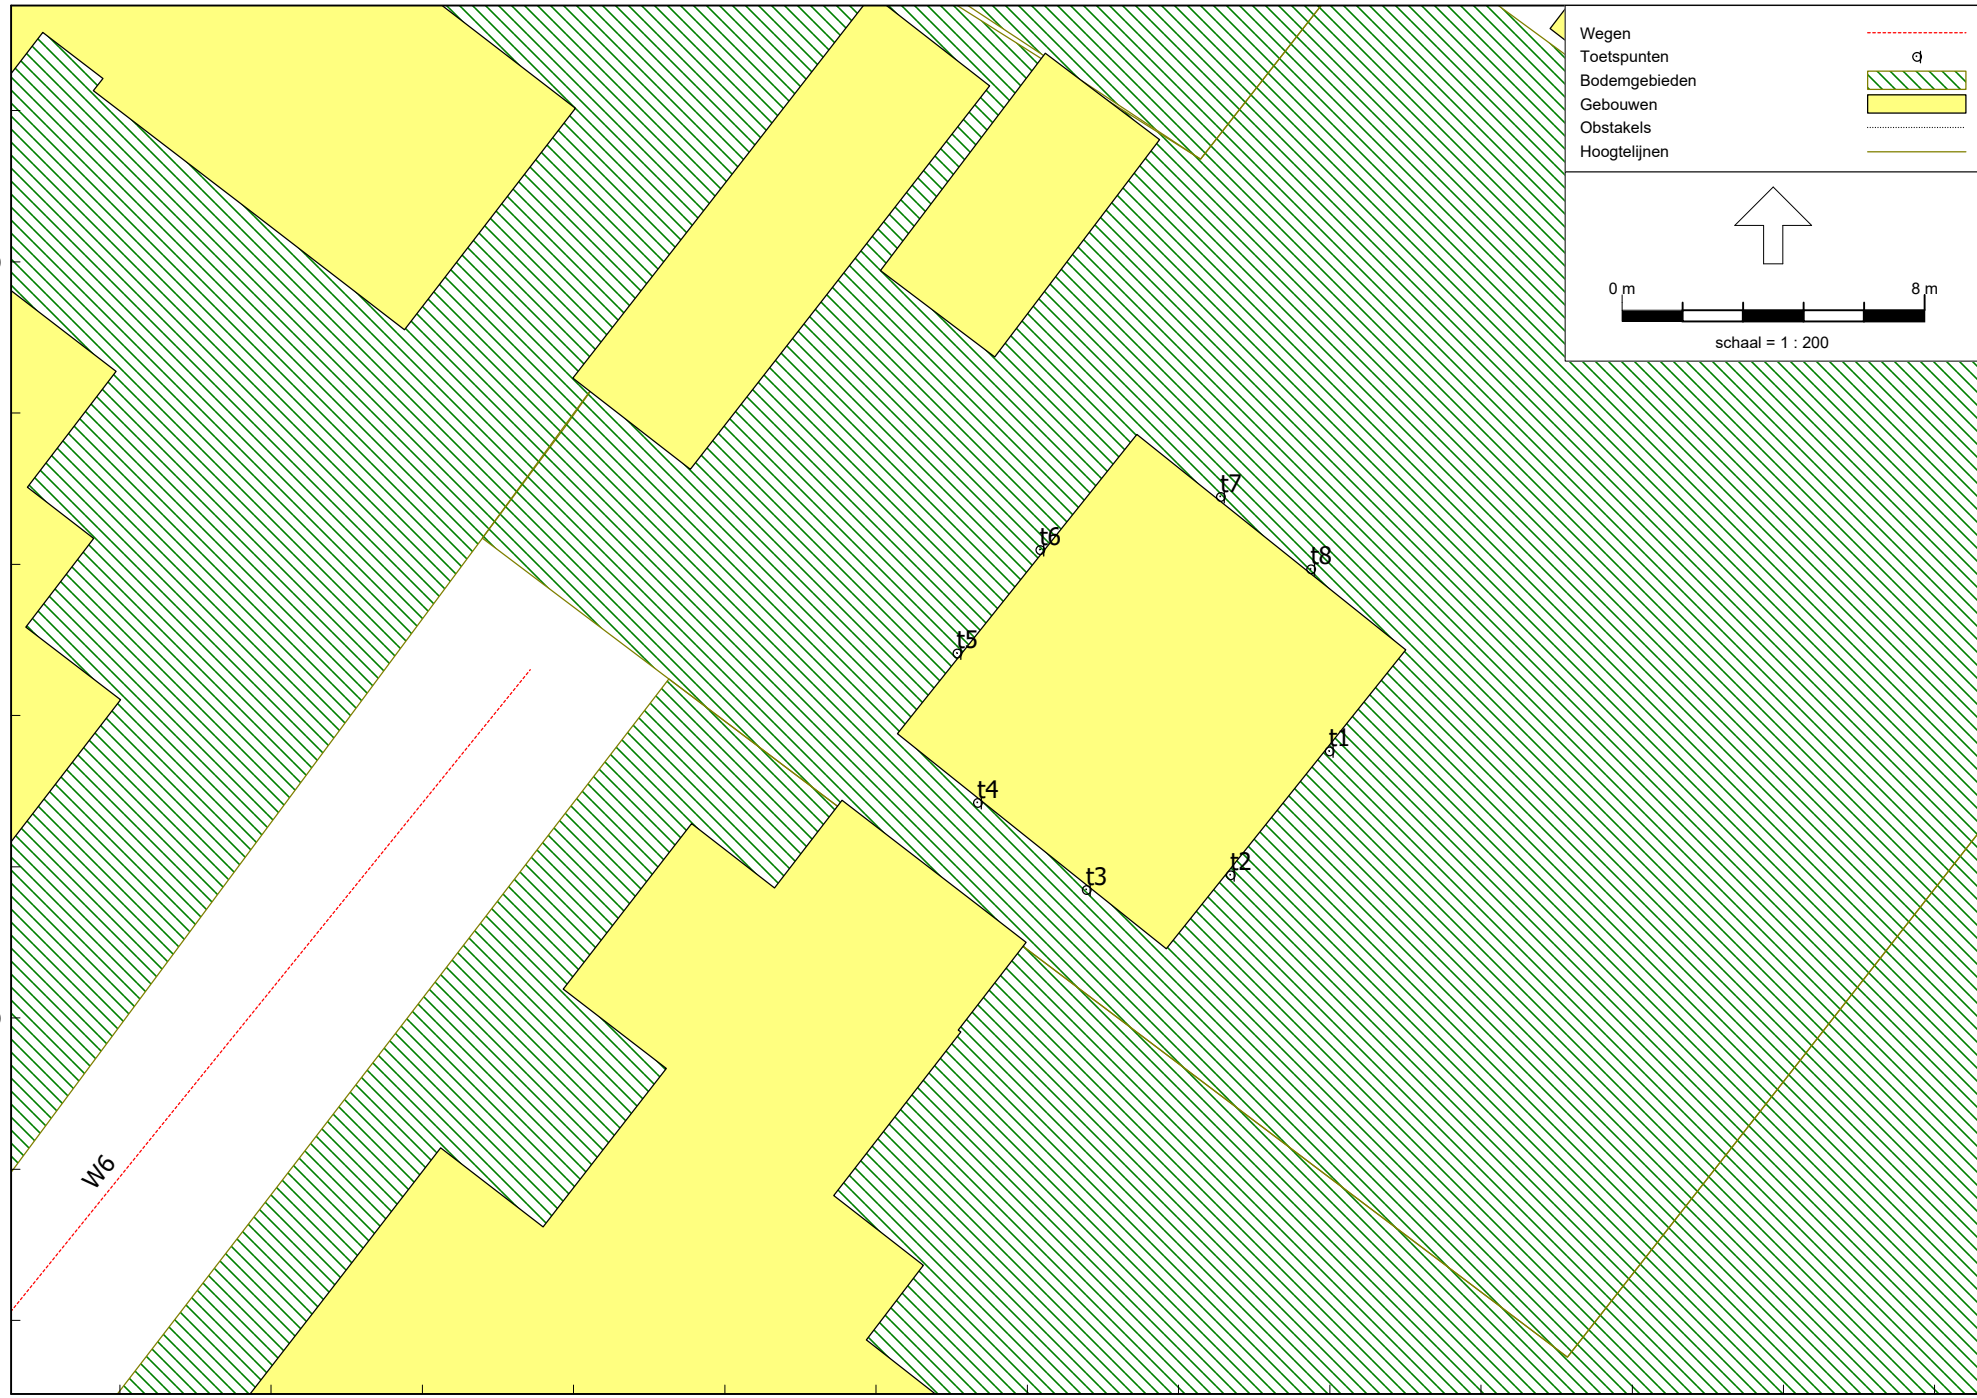 Wegen
Toetspunten
Bodemgebieden
Gebouwen
Obstakels
Hoogtelijnen
0 m 8 m
schaal = 1 : 200
t7
t6
t8
t5
t1
t4
t2
t3
W6